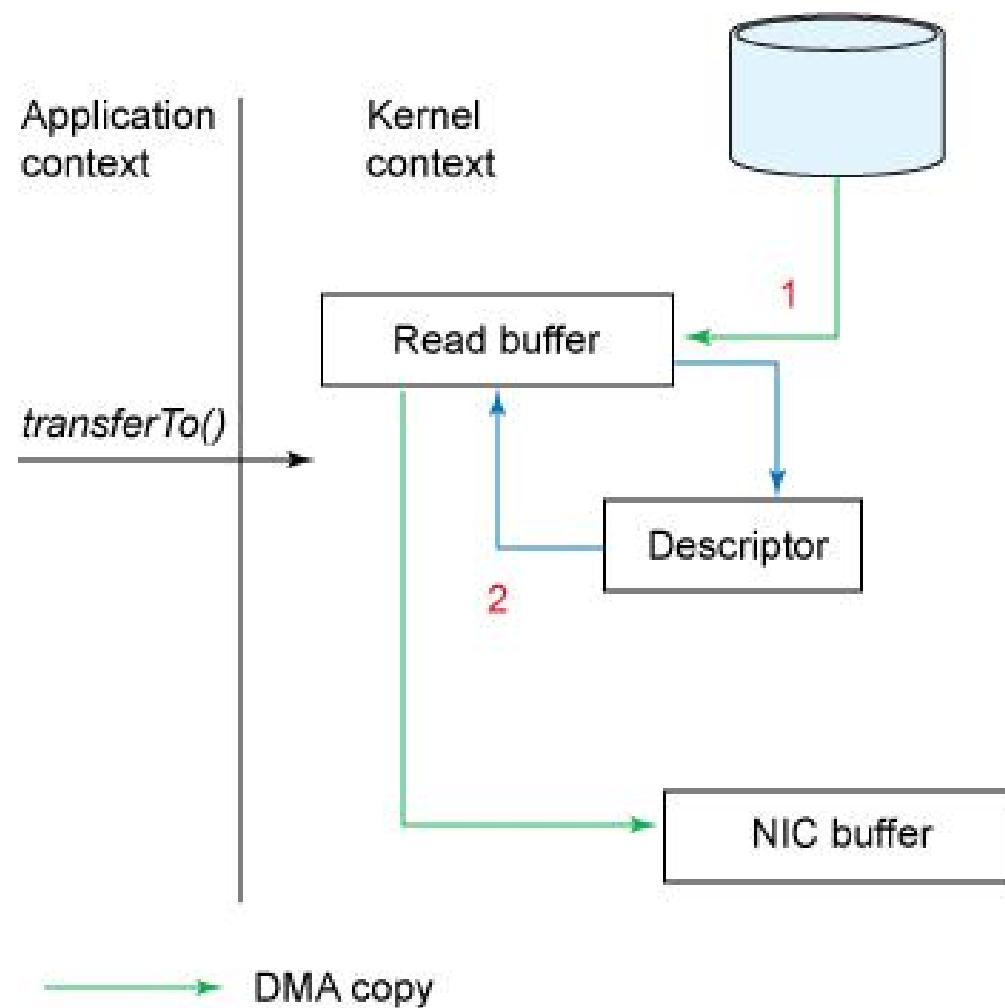 Application
context
Kernel
context
1
Read buffer
transferTo()
Descriptor
2
NIC buffer
DMA copy